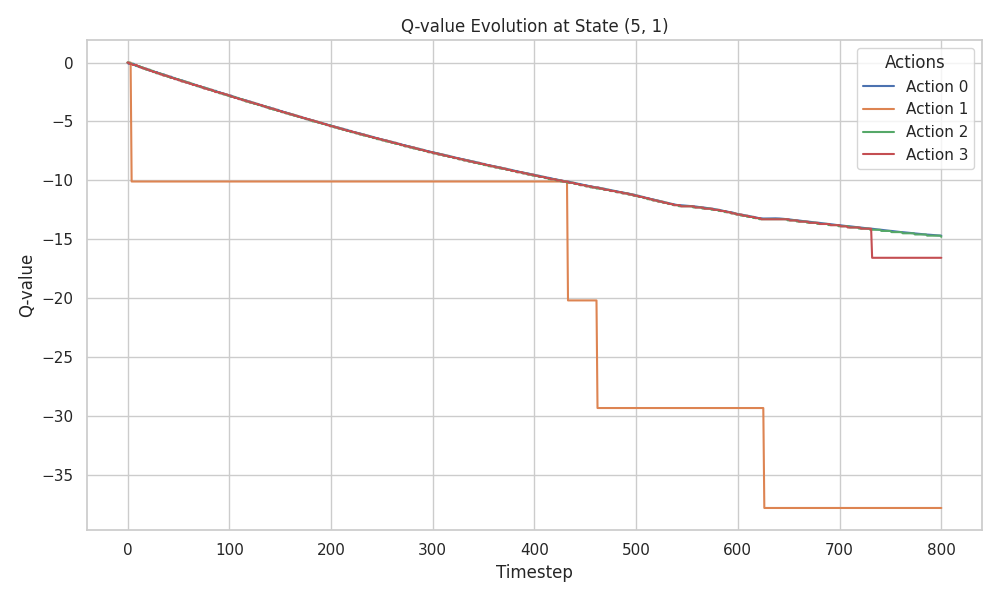 Q-value Evolution at State (5, 1)
Actions
Action 0
Action 1
Action 2
Action 3
Q-value
0
−5
−10
−15
−20
−25
−30
−35
0 100 200 300 400 500 600 700 800
Timestep